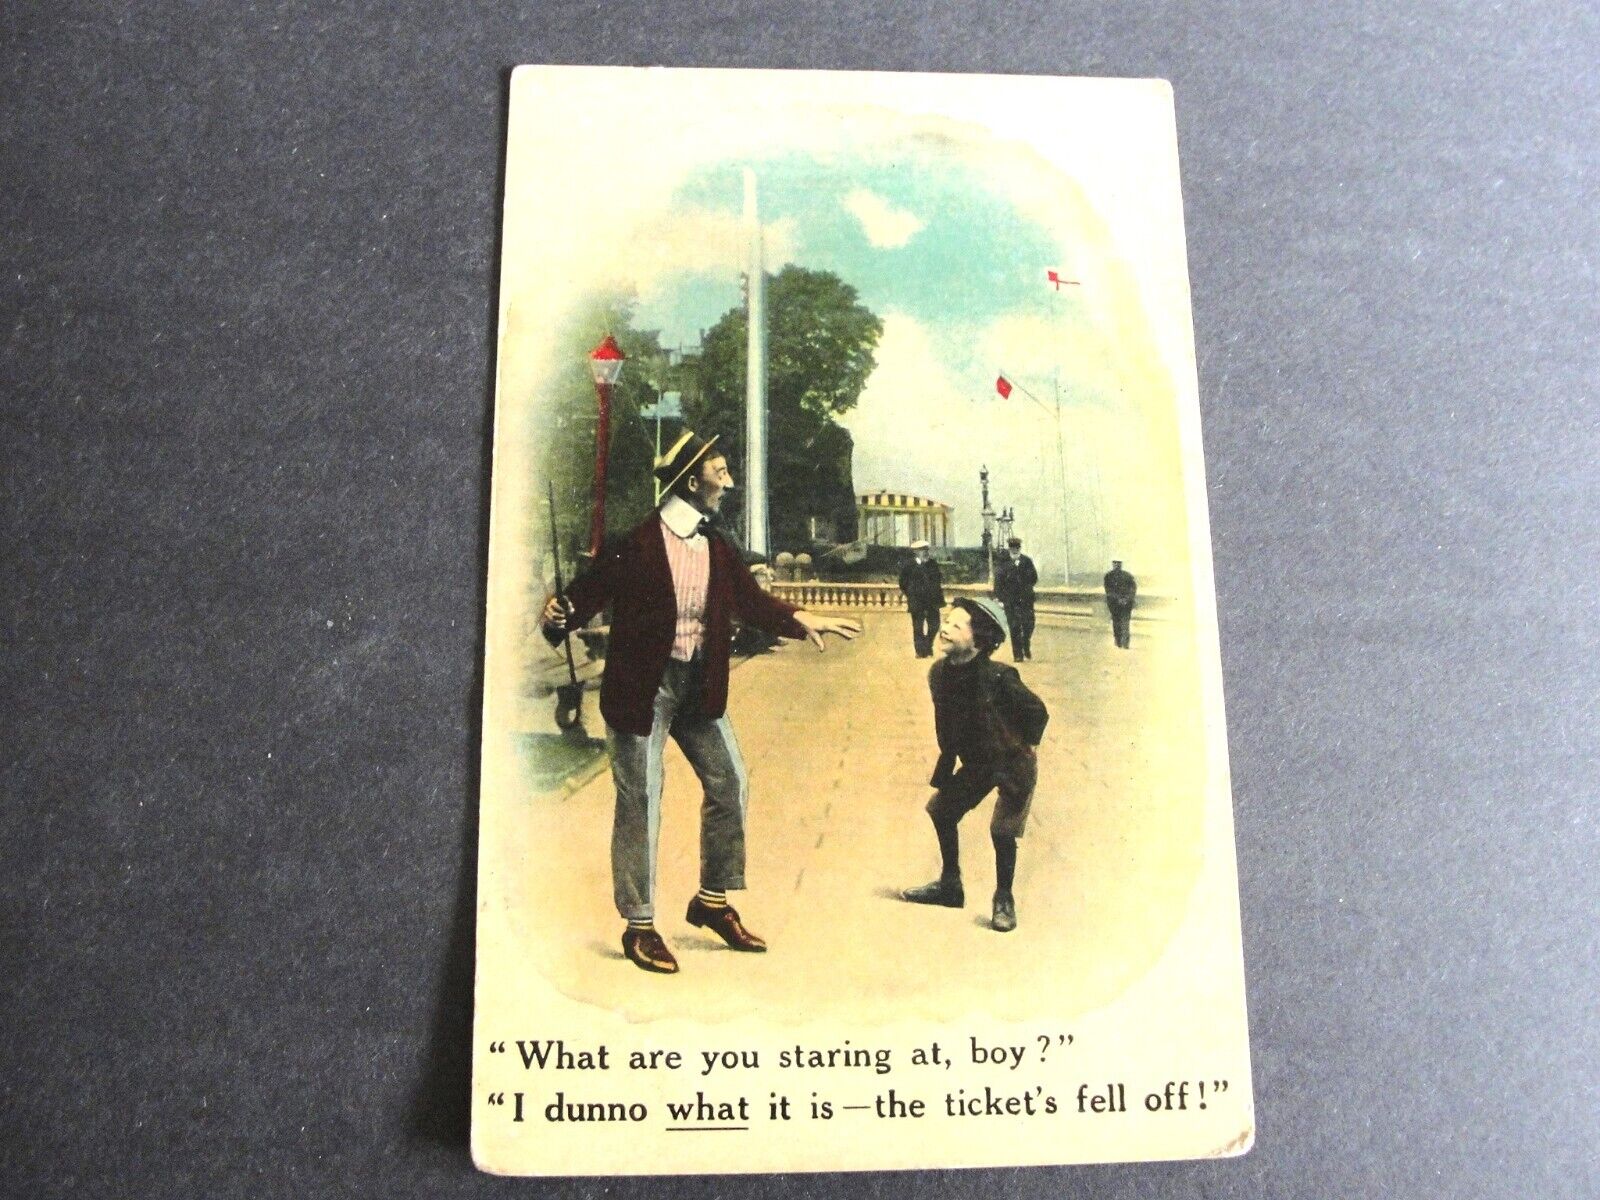 “What are you staring at, boy?”
“I dunno what it is—the ticket's fell off!”